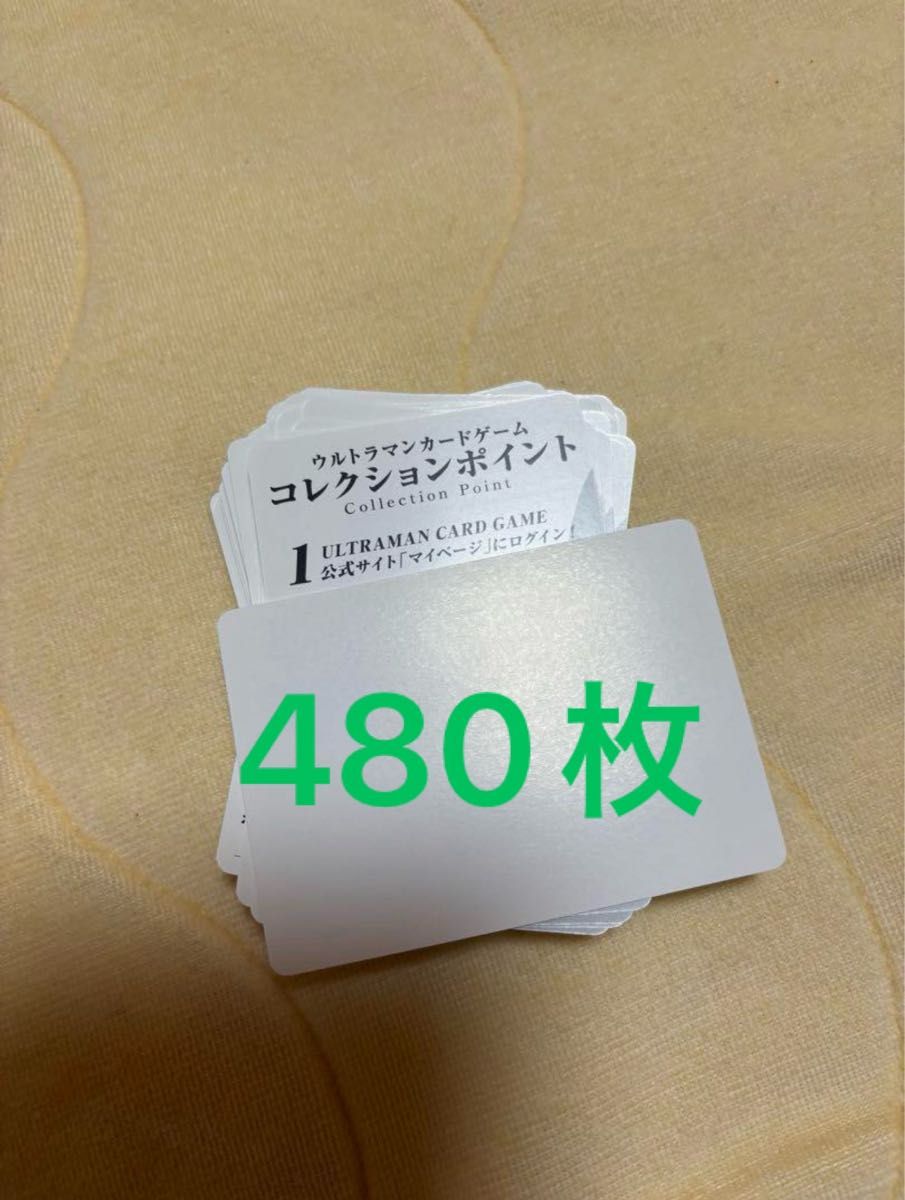 ウルトラマンカードゲーム
コレクションポイント
Collection Point
1 ULTRAMAN CARD GAME
公式サイト「マイページ」にログイン！
480枚